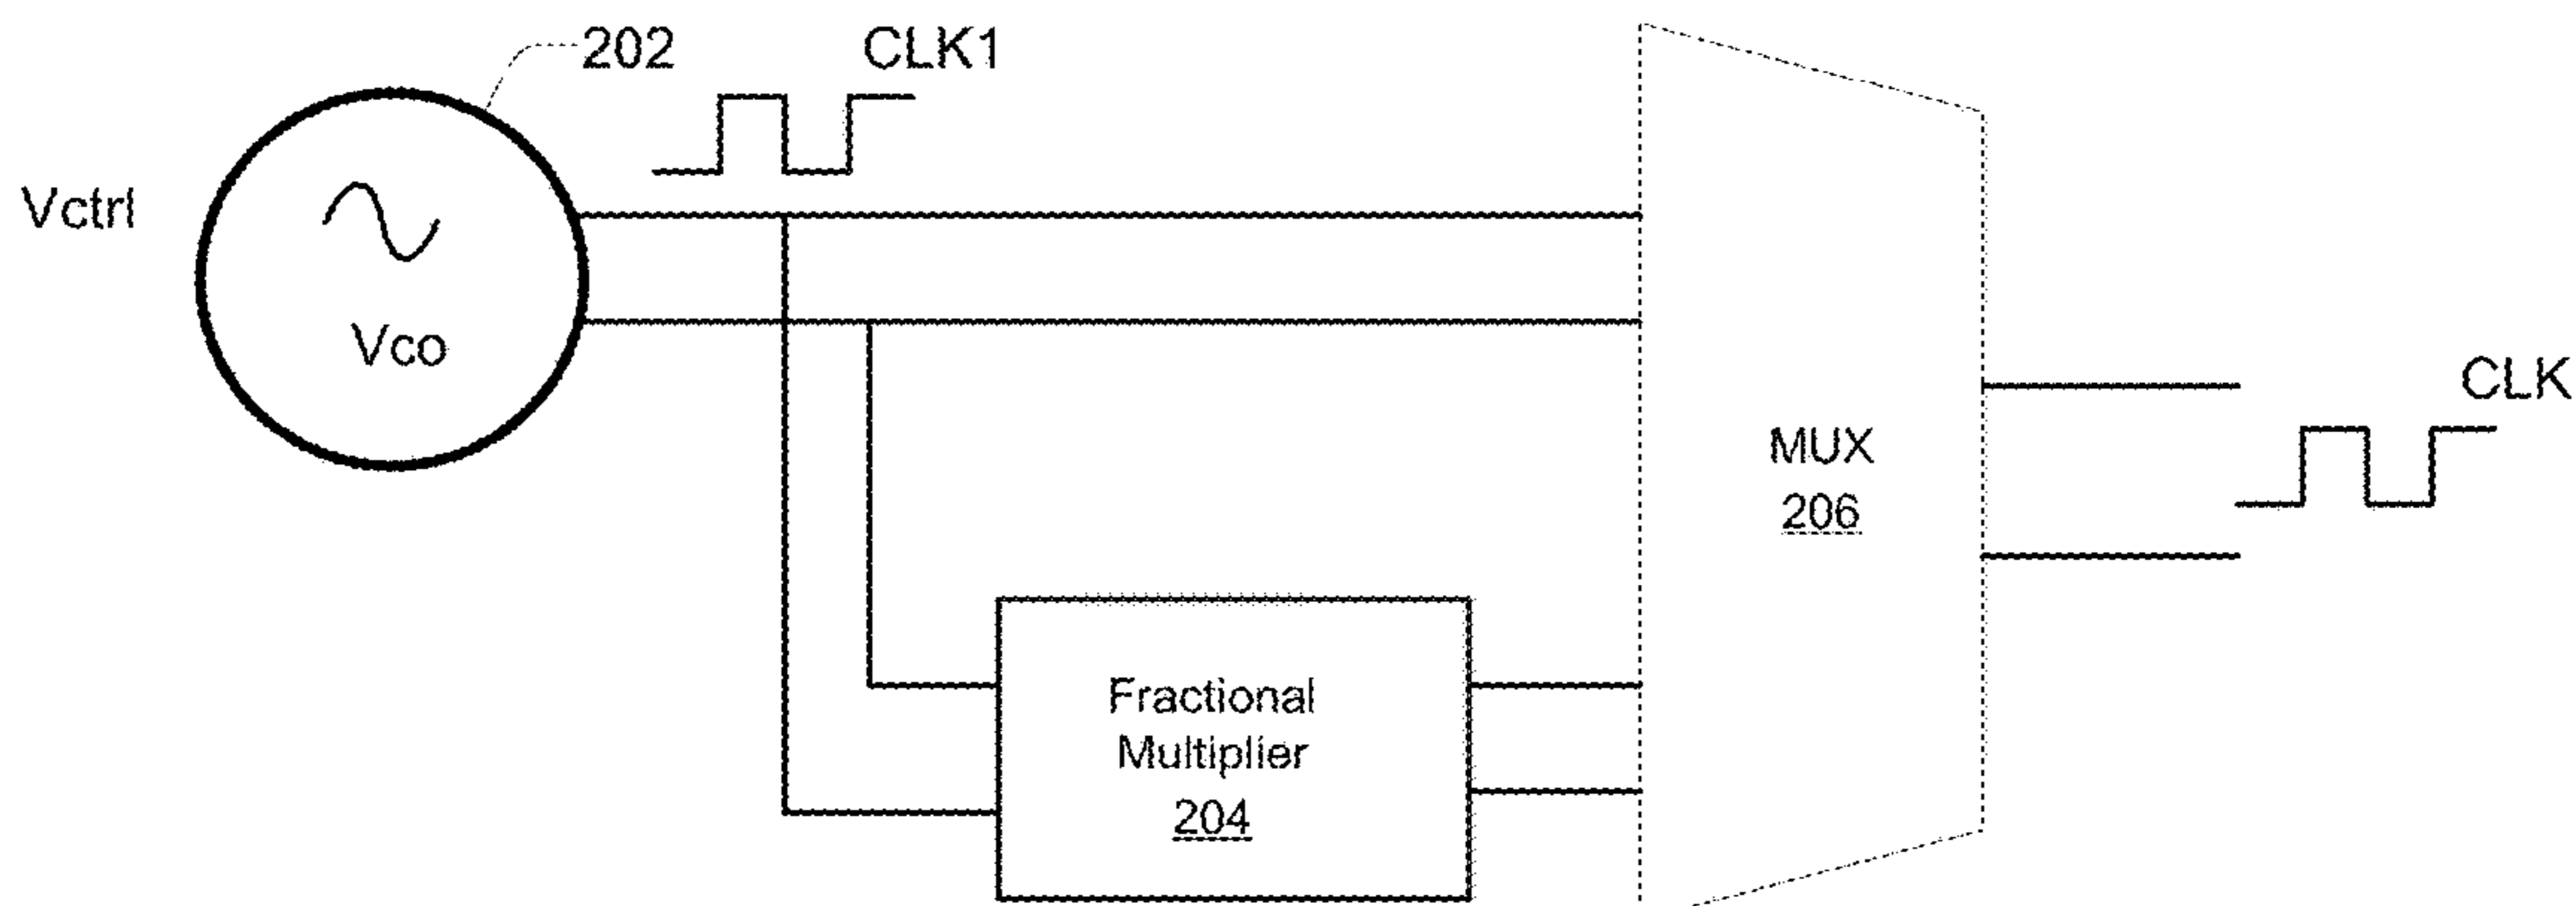 202
CLK1
Vctrl
Vco
CLK
MUX
206
Fractional
Multiplier
204